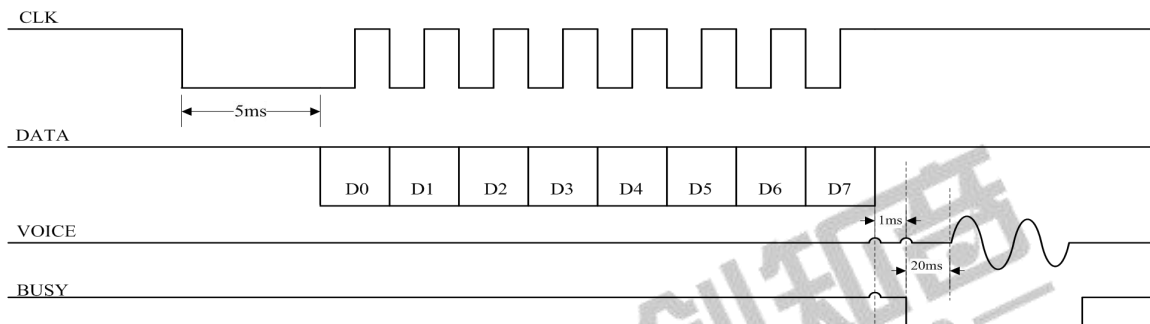 CLK
5ms
DATA
D0 D1 D2 D3 D4 D5 D6 D7
1ms
VOICE
20ms
BUSY